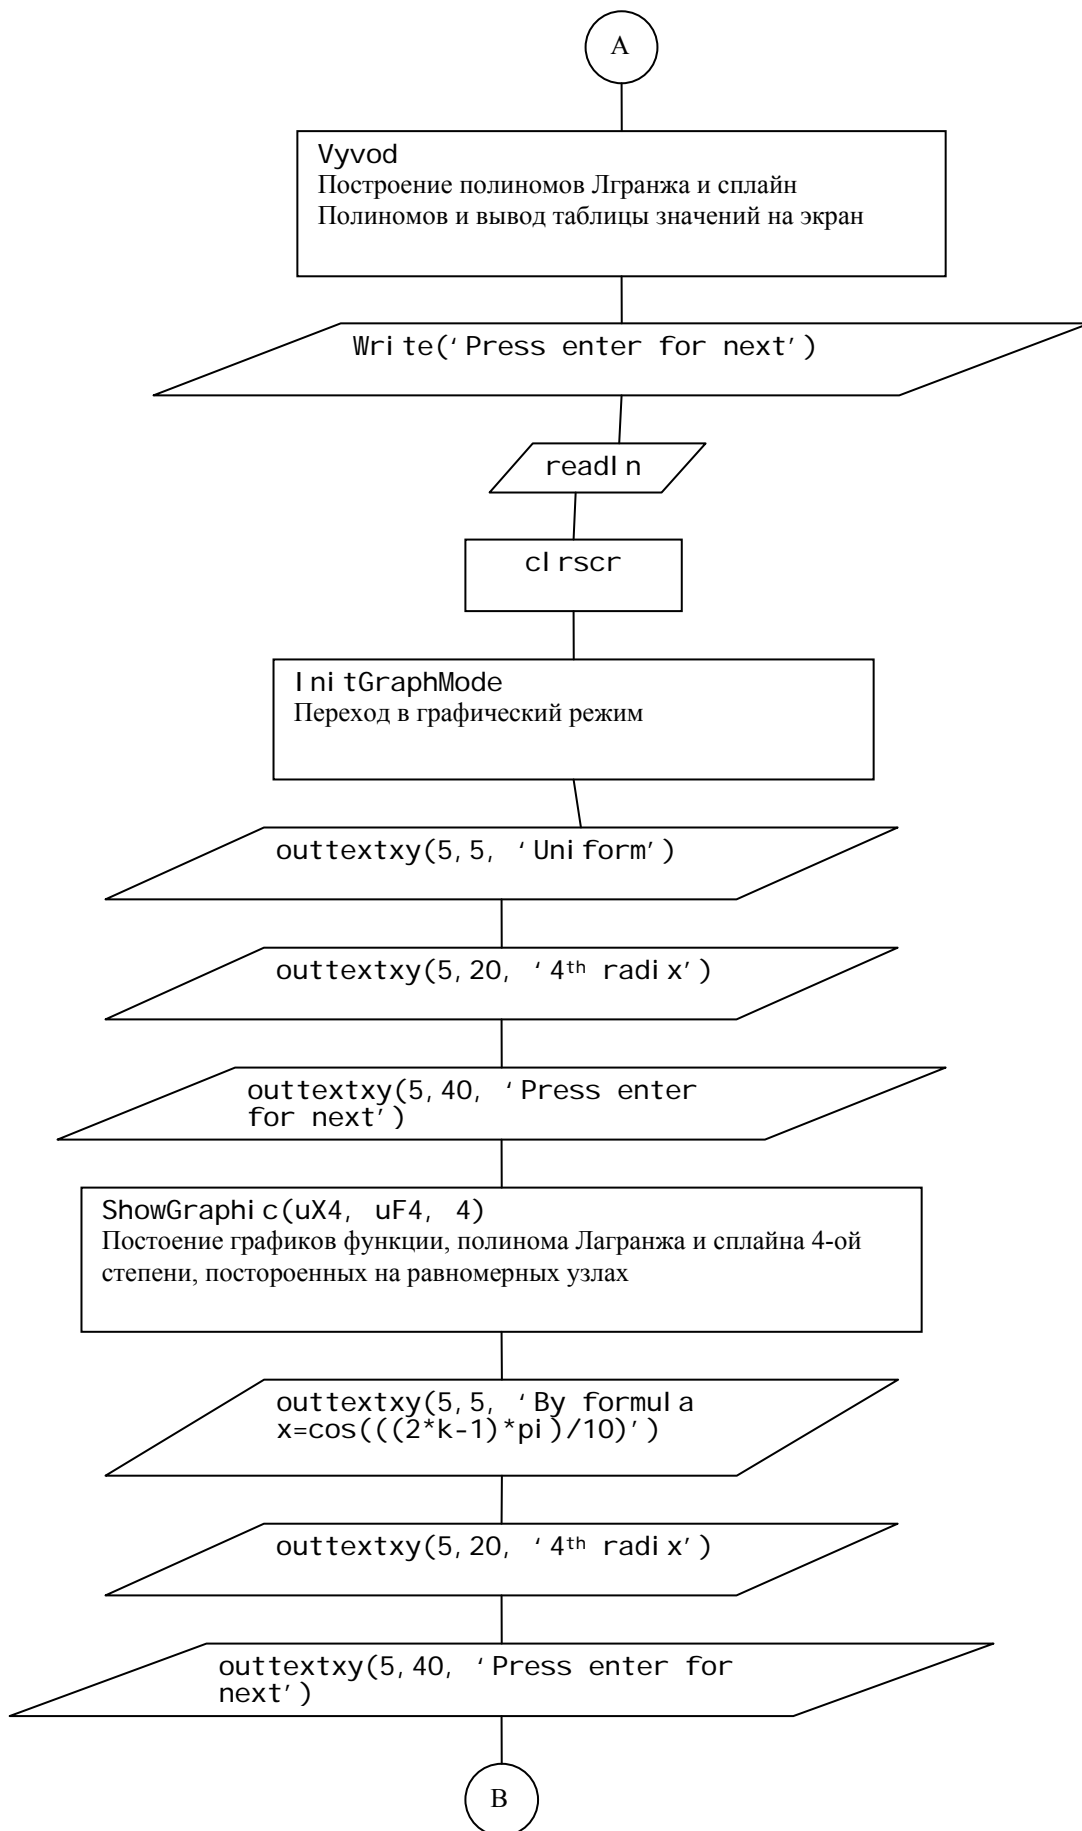 A
Vyvod
Построение полиномов Лгранжа и сплайн
Полиномов и вывод таблицы значений на экран
Write(‘Press enter for next’)
readln
clrscr
InitGraphMode
Переход в графический режим
outtextxy(5,5, ‘Uniform’)
outtextxy(5,20, ‘4th radix’)
outtextxy(5,40, ‘Press enter
for next’)
ShowGraphic(uX4, uF4, 4)
Постоение графиков функции, полинома Лагранжа и сплайна 4-ой
степени, постороенных на равномерных узлах
outtextxy(5,5, ‘By formula
x=cos(((2*k-1)*pi)/10)’)
outtextxy(5,20, ‘4th radix’)
outtextxy(5,40, ‘Press enter for
next’)
B